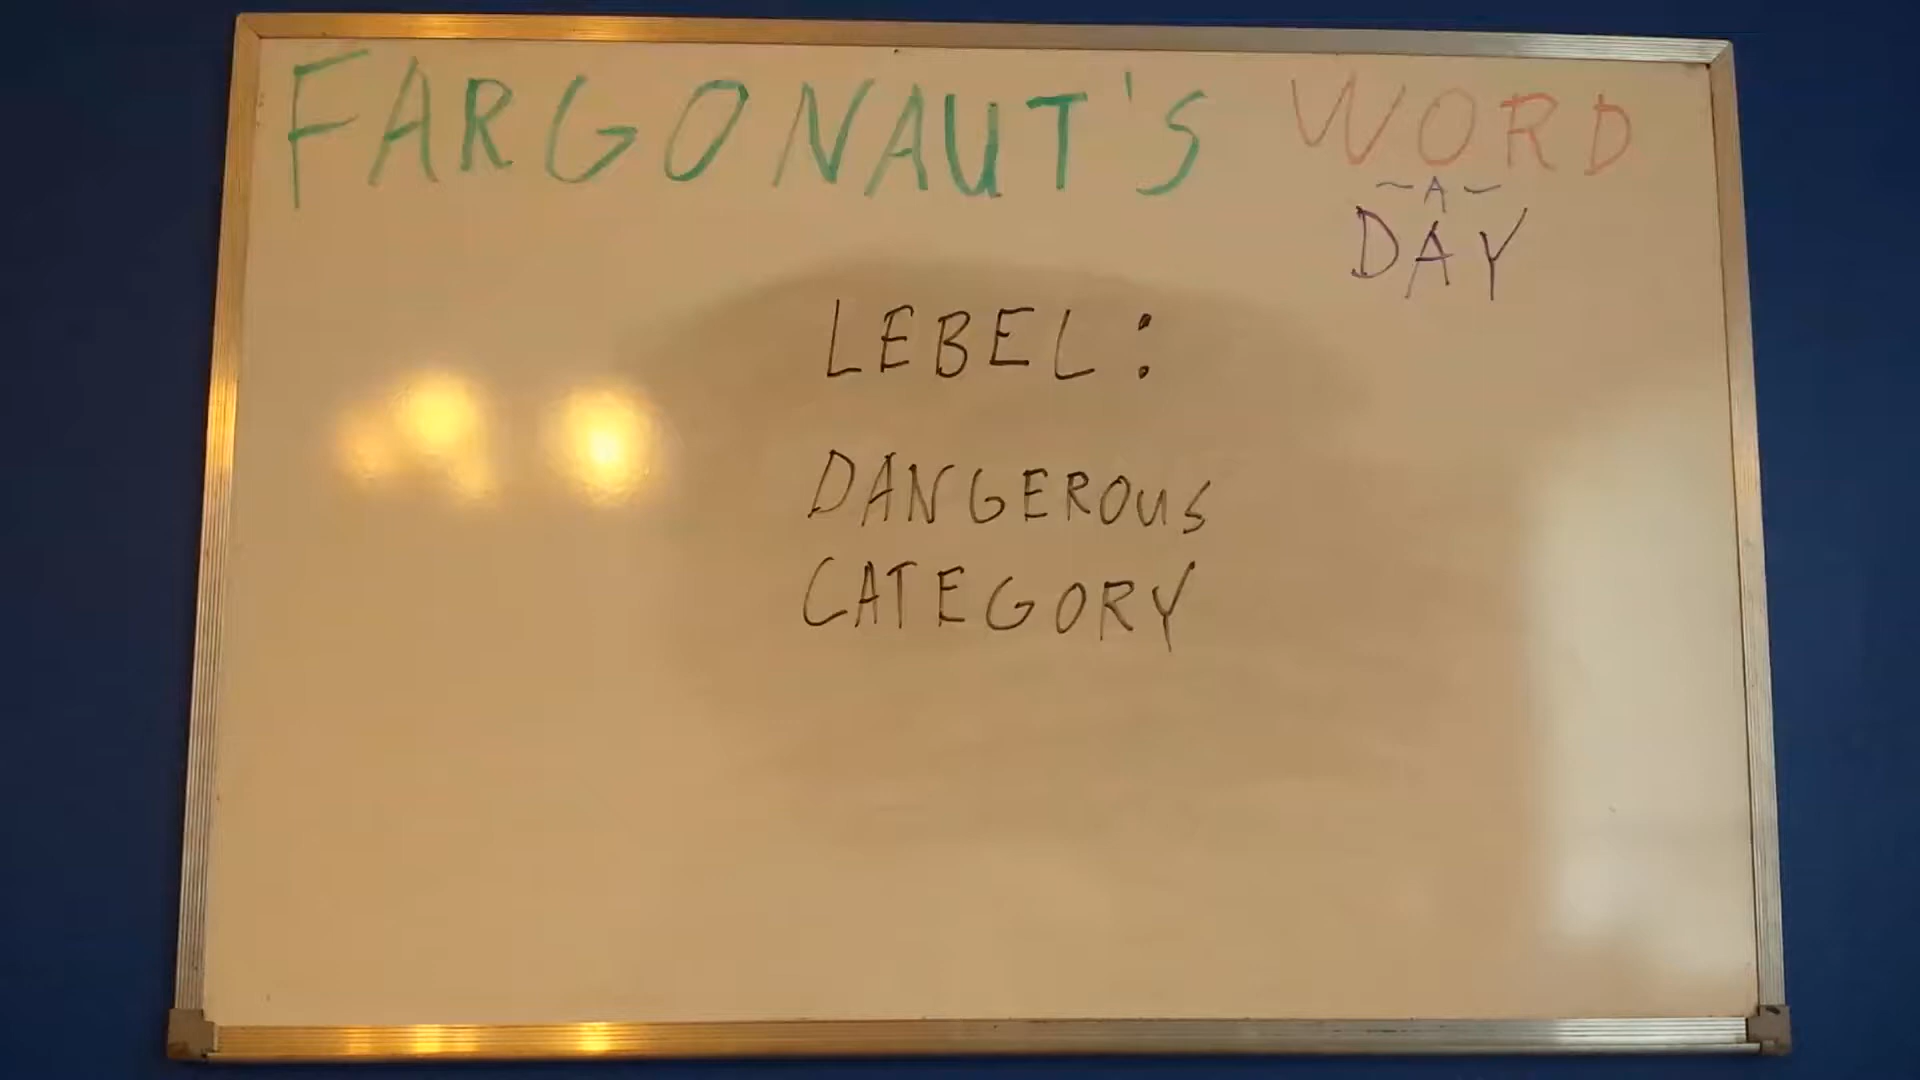 FARGONAUT'S WORD
~A~
DAY
LEBEL:
DANGEROUS
CATEGORY